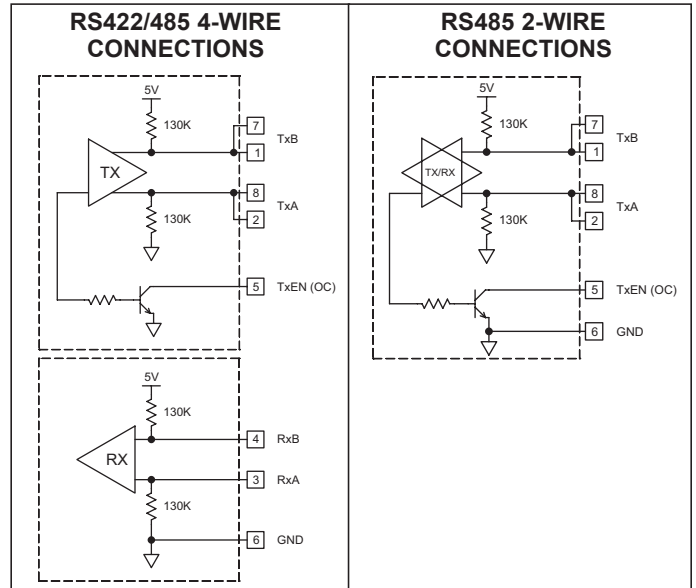 RS422/485 4-WIRE
CONNECTIONS
5V
130K
7
TxB
1
TX
8
TxA
130K
2
5
TxEN (OC)
5V
130K
4
RxB
RX
3
RxA
130K
6
GND
RS485 2-WIRE
CONNECTIONS
5V
130K
7
TxB
1
TX/RX
8
TxA
130K
2
5
TxEN (OC)
6
GND